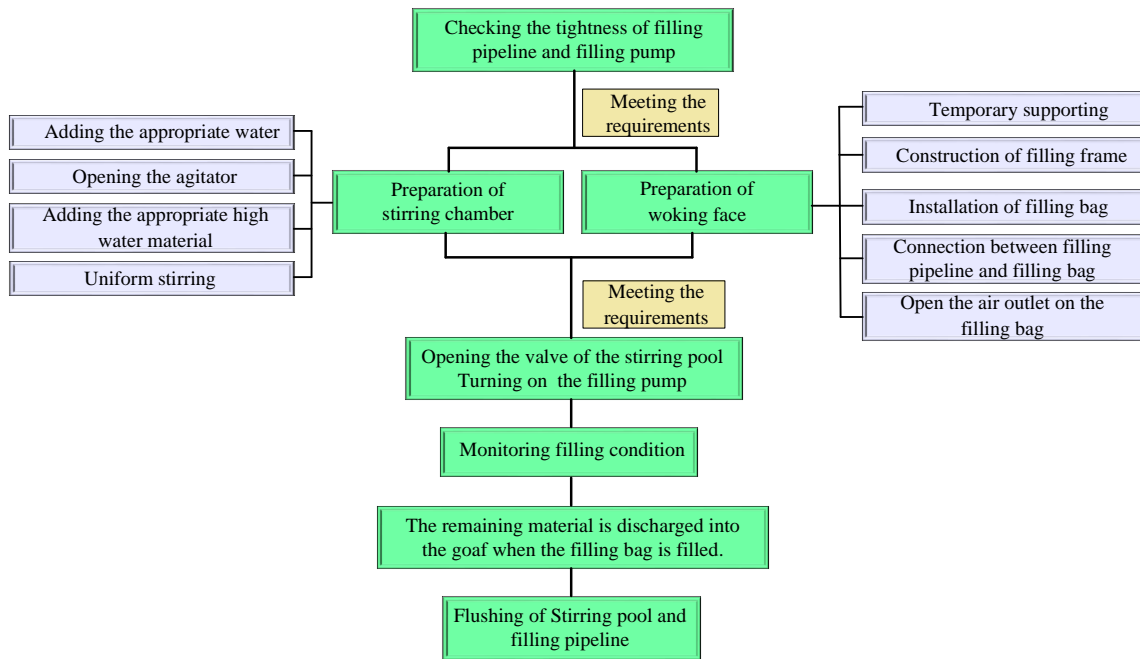 Checking the tightness of filling
pipeline and filling pump
Meeting the
requirements
Adding the appropriate water
Opening the agitator
Adding the appropriate high
water material
Uniform stirring
Preparation of
stirring chamber
Preparation of
woking face
Temporary supporting
Construction of filling frame
Installation of filling bag
Connection between filling
pipeline and filling bag
Open the air outlet on the
filling bag
Meeting the
requirements
Opening the valve of the stirring pool
Turning on the filling pump
Monitoring filling condition
The remaining material is discharged into
the goaf when the filling bag is filled.
Flushing of Stirring pool and
filling pipeline